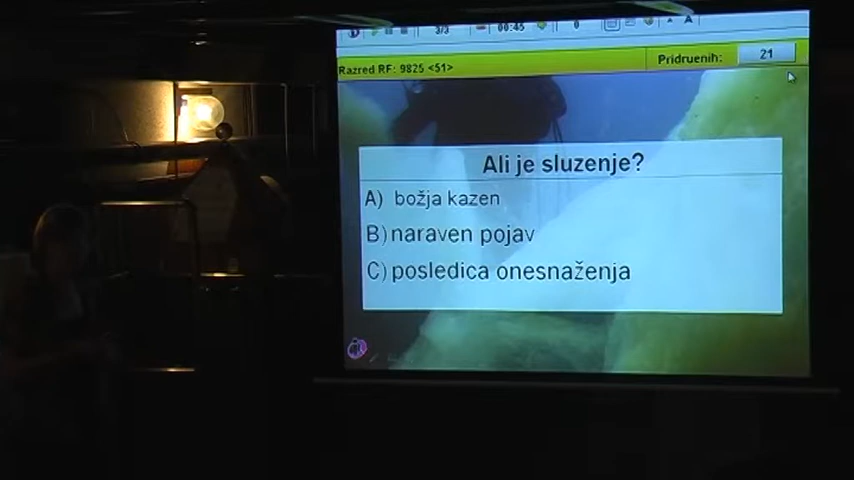 3/3 00:45 0
Razred RF: 9825 <51> Pridruenih: 21
Ali je sluzenje?
A) božja kazen
B) naraven pojav
C) posledica onesnaženja